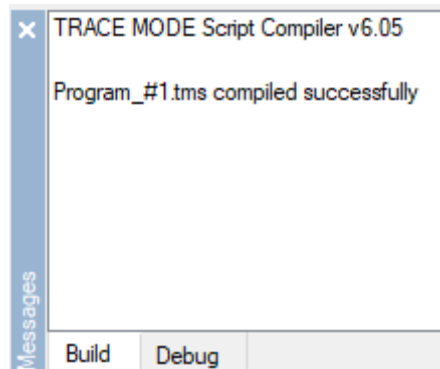 TRACE MODE Script Compiler v6.05
Program_#1.tms compiled successfully
Messages
Build
Debug